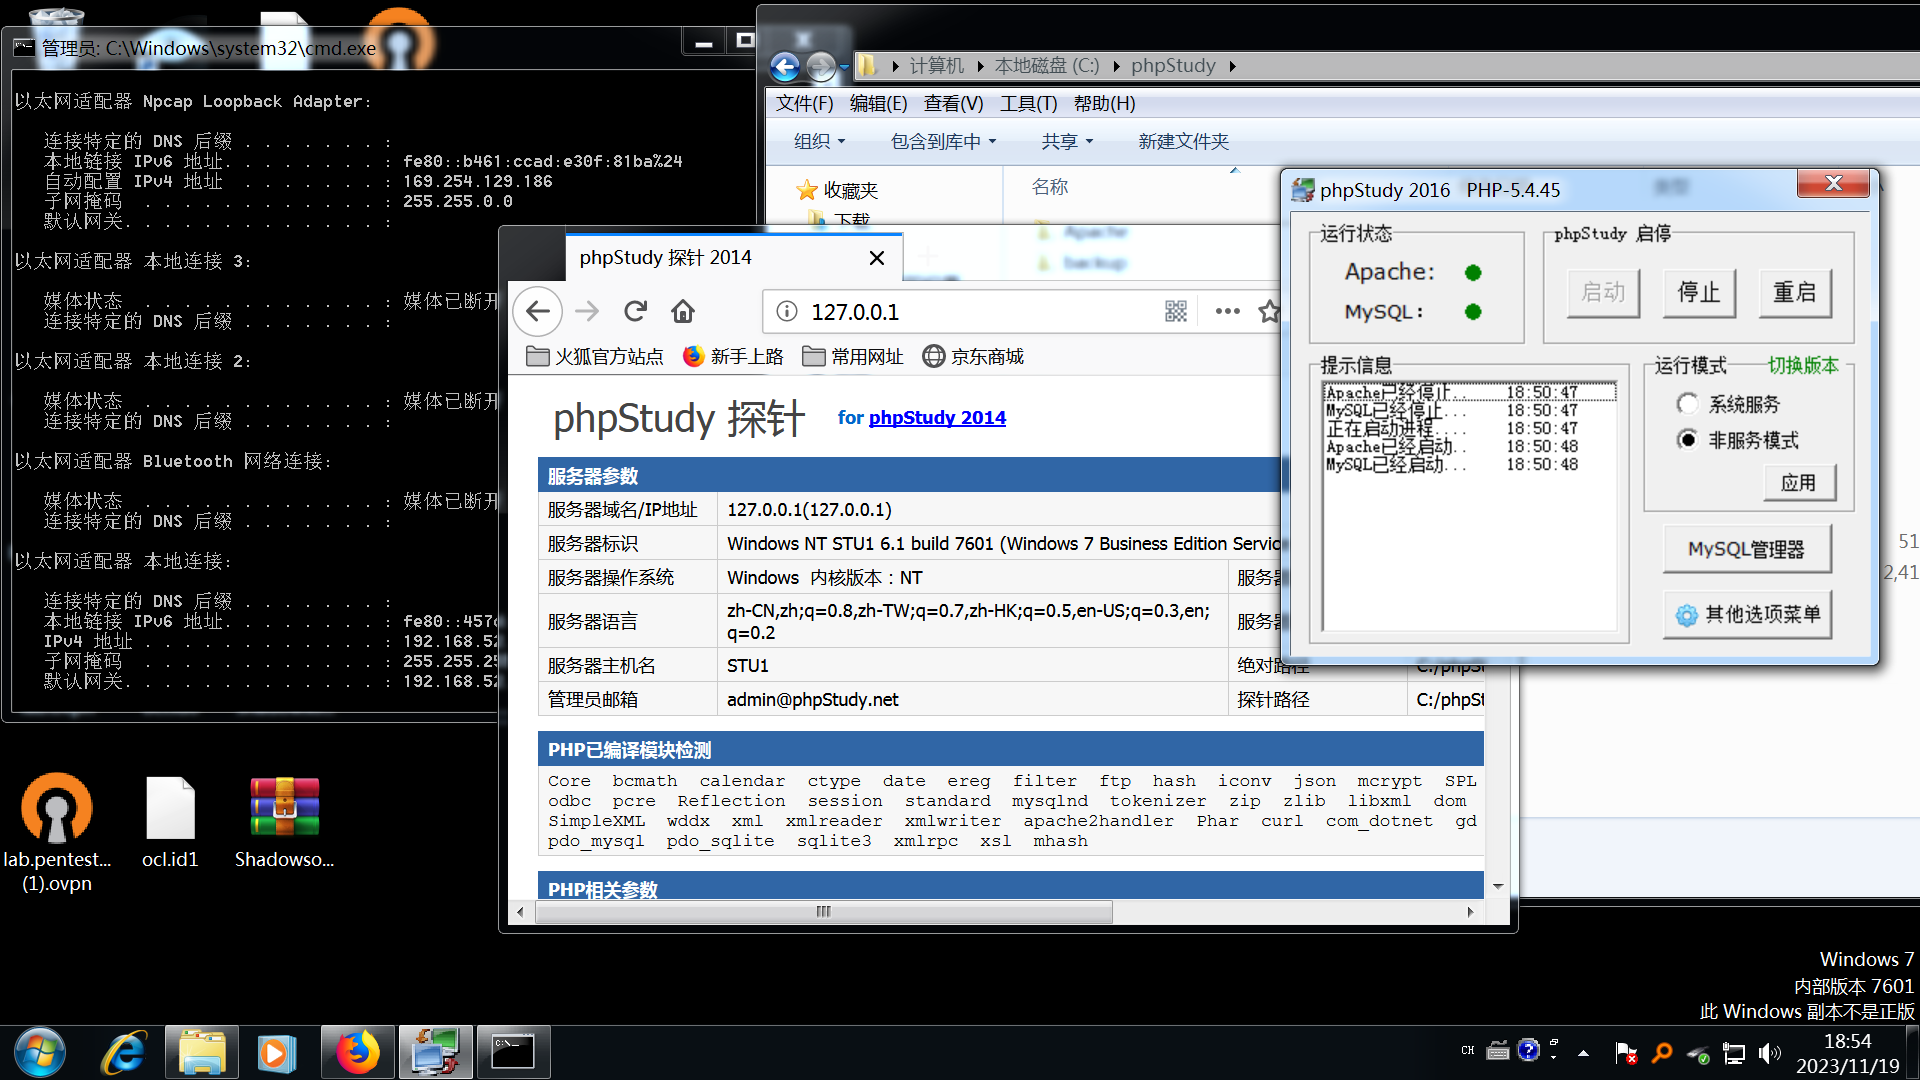 管理员: C:\Windows\system32\cmd.exe
以太网适配器 Npcap Loopback Adapter:
连接特定的 DNS 后缀 . . . . . . . :
本地链接 IPv6 地址. . . . . . . . : fe80::b461:ccad:e30f:81ba%24
自动配置 IPv4 地址 . . . . . . . : 169.254.129.186
子网掩码 . . . . . . . . . . . . : 255.255.0.0
默认网关. . . . . . . . . . . . . :
以太网适配器 本地连接 3:
媒体状态 . . . . . . . . . . . . : 媒体已断开
连接特定的 DNS 后缀 . . . . . . . :
以太网适配器 本地连接 2:
媒体状态 . . . . . . . . . . . . : 媒体已断开
连接特定的 DNS 后缀 . . . . . . . :
以太网适配器 Bluetooth 网络连接:
媒体状态 . . . . . . . . . . . . : 媒体已断开
连接特定的 DNS 后缀 . . . . . . . :
以太网适配器 本地连接:
连接特定的 DNS 后缀 . . . . . . . :
本地链接 IPv6 地址. . . . . . . . : fe80::457
IPv4 地址 . . . . . . . . . . . . : 192.168.52
子网掩码 . . . . . . . . . . . . : 255.255.25
默认网关. . . . . . . . . . . . . : 192.168.52
计算机 本地磁盘 (C:) phpStudy
文件(F) 编辑(E) 查看(V) 工具(T) 帮助(H)
组织 包含到库中 共享 新建文件夹
收藏夹
下载
名称
类型
Apache
backup
51
2,41
phpStudy 探针 2014
127.0.0.1
火狐官方站点 新手上路 常用网址 京东商城
phpStudy 探针 for phpStudy 2014
服务器参数
服务器域名/IP地址 127.0.0.1(127.0.0.1)
服务器标识 Windows NT STU1 6.1 build 7601 (Windows 7 Business Edition Servic
服务器操作系统 Windows 内核版本：NT 服务器
服务器语言 zh-CN,zh;q=0.8,zh-TW;q=0.7,zh-HK;q=0.5,en-US;q=0.3,en;
q=0.2 服务器
服务器主机名 STU1 绝对路径 C:/phpSt
管理员邮箱 admin@phpStudy.net 探针路径 C:/phpSt
PHP已编译模块检测
Core bcmath calendar ctype date ereg filter ftp hash iconv json mcrypt SPL
odbc pcre Reflection session standard mysqlnd tokenizer zip zlib libxml dom
SimpleXML wddx xml xmlreader xmlwriter apache2handler Phar curl com_dotnet gd
pdo_mysql pdo_sqlite sqlite3 xmlrpc xsl mhash
PHP相关参数
phpStudy 2016 PHP-5.4.45
运行状态
Apache:
MySQL:
phpStudy 启停
启动 停止 重启
提示信息
Apache已经停止.. 18:50:47
MySQL已经停止... 18:50:47
正在启动进程.... 18:50:47
Apache已经启动.. 18:50:48
MySQL已经启动... 18:50:48
运行模式 切换版本
系统服务
非服务模式
应用
MySQL管理器
其他选项菜单
lab.pentest...
(1).ovpn
ocl.id1
Shadowso...
Windows 7
内部版本 7601
此 Windows 副本不是正版
CH
18:54
2023/11/19